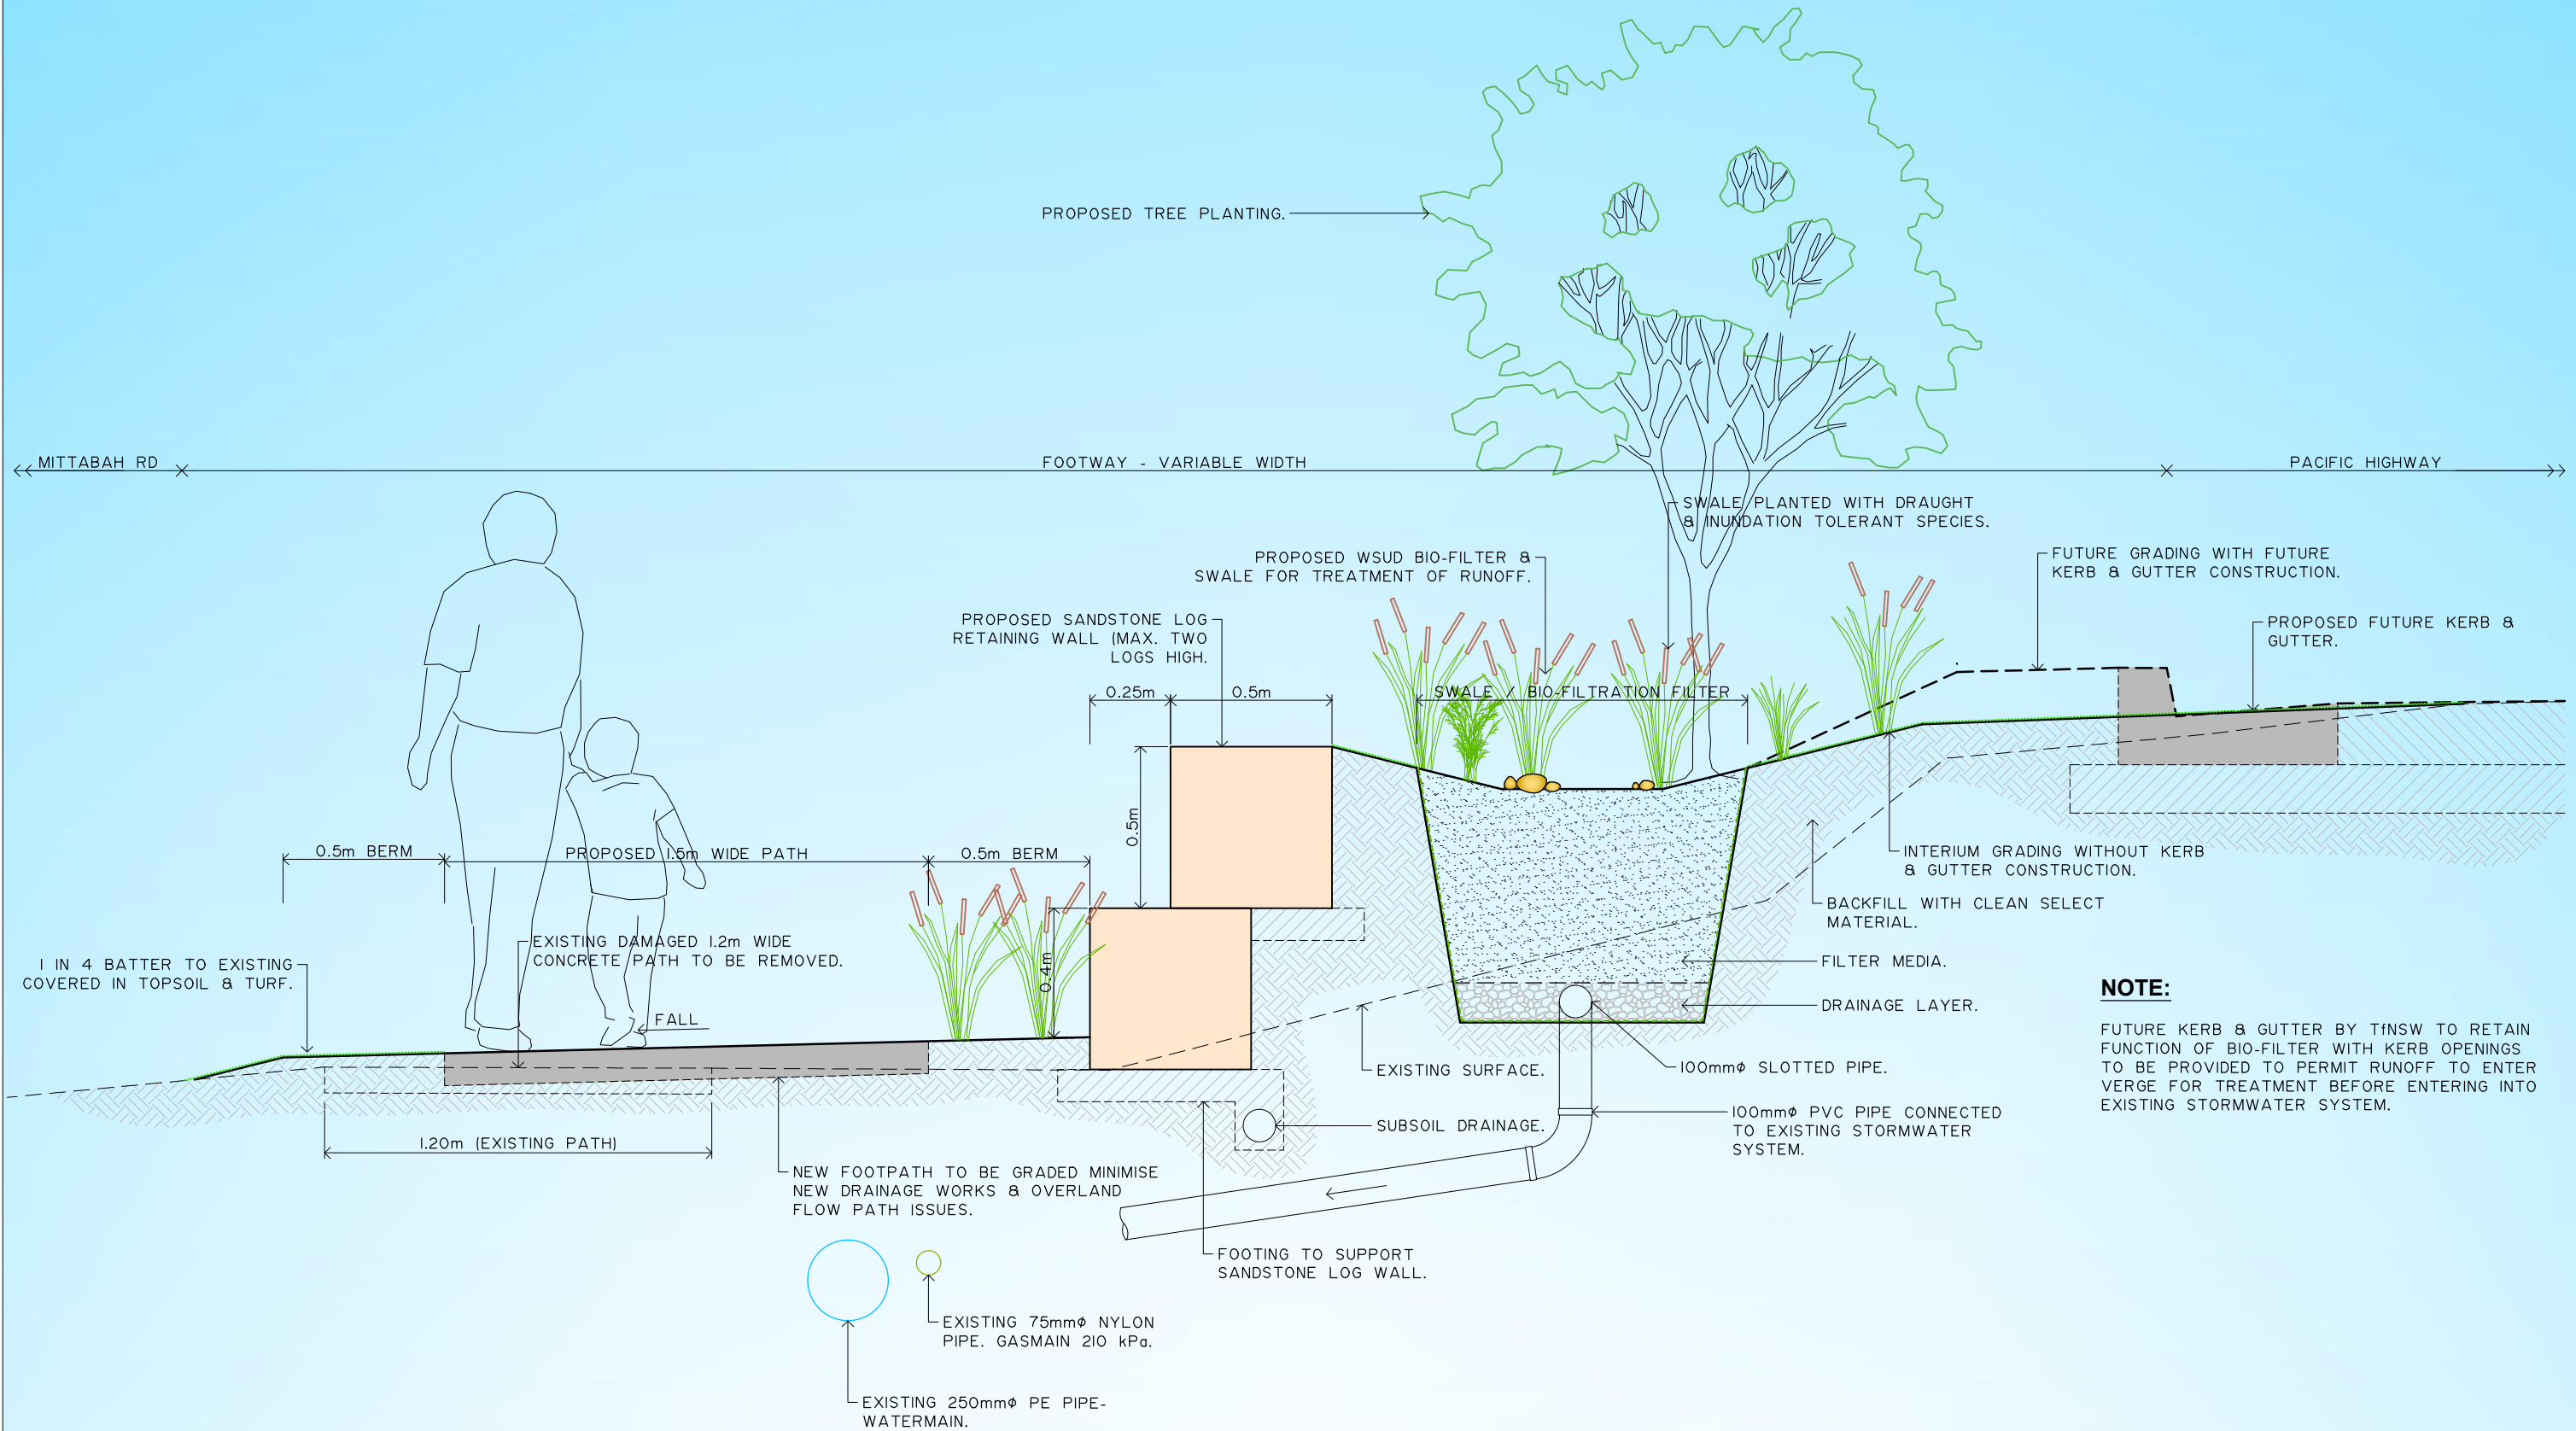 PROPOSED TREE PLANTING.
MITTABAH RD
FOOTWAY - VARIABLE WIDTH
PACIFIC HIGHWAY
SWALE PLANTED WITH DRAUGHT
& INUNDATION TOLERANT SPECIES.
PROPOSED WSUD BIO-FILTER &
SWALE FOR TREATMENT OF RUNOFF.
FUTURE GRADING WITH FUTURE
KERB & GUTTER CONSTRUCTION.
PROPOSED SANDSTONE LOG
RETAINING WALL (MAX. TWO
LOGS HIGH.
PROPOSED FUTURE KERB &
GUTTER.
0.25m
0.5m
SWALE / BIO-FILTRATION FILTER
0.5m
0.5m BERM
PROPOSED 1.5m WIDE PATH
0.5m BERM
INTERIUM GRADING WITHOUT KERB
& GUTTER CONSTRUCTION.
BACKFILL WITH CLEAN SELECT
MATERIAL.
EXISTING DAMAGED 1.2m WIDE
CONCRETE PATH TO BE REMOVED.
0.4m
1 IN 4 BATTER TO EXISTING
COVERED IN TOPSOIL & TURF.
FILTER MEDIA.
DRAINAGE LAYER.
FALL
NOTE:
FUTURE KERB & GUTTER BY TfNSW TO RETAIN
FUNCTION OF BIO-FILTER WITH KERB OPENINGS
TO BE PROVIDED TO PERMIT RUNOFF TO ENTER
VERGE FOR TREATMENT BEFORE ENTERING INTO
EXISTING STORMWATER SYSTEM.
EXISTING SURFACE.
100mmø SLOTTED PIPE.
SUBSOIL DRAINAGE.
100mmø PVC PIPE CONNECTED
TO EXISTING STORMWATER
SYSTEM.
1.20m (EXISTING PATH)
NEW FOOTPATH TO BE GRADED MINIMISE
NEW DRAINAGE WORKS & OVERLAND
FLOW PATH ISSUES.
FOOTING TO SUPPORT
SANDSTONE LOG WALL.
EXISTING 75mmø NYLON
PIPE. GASMAIN 210 kPa.
EXISTING 250mmø PE PIPE-
WATERMAIN.